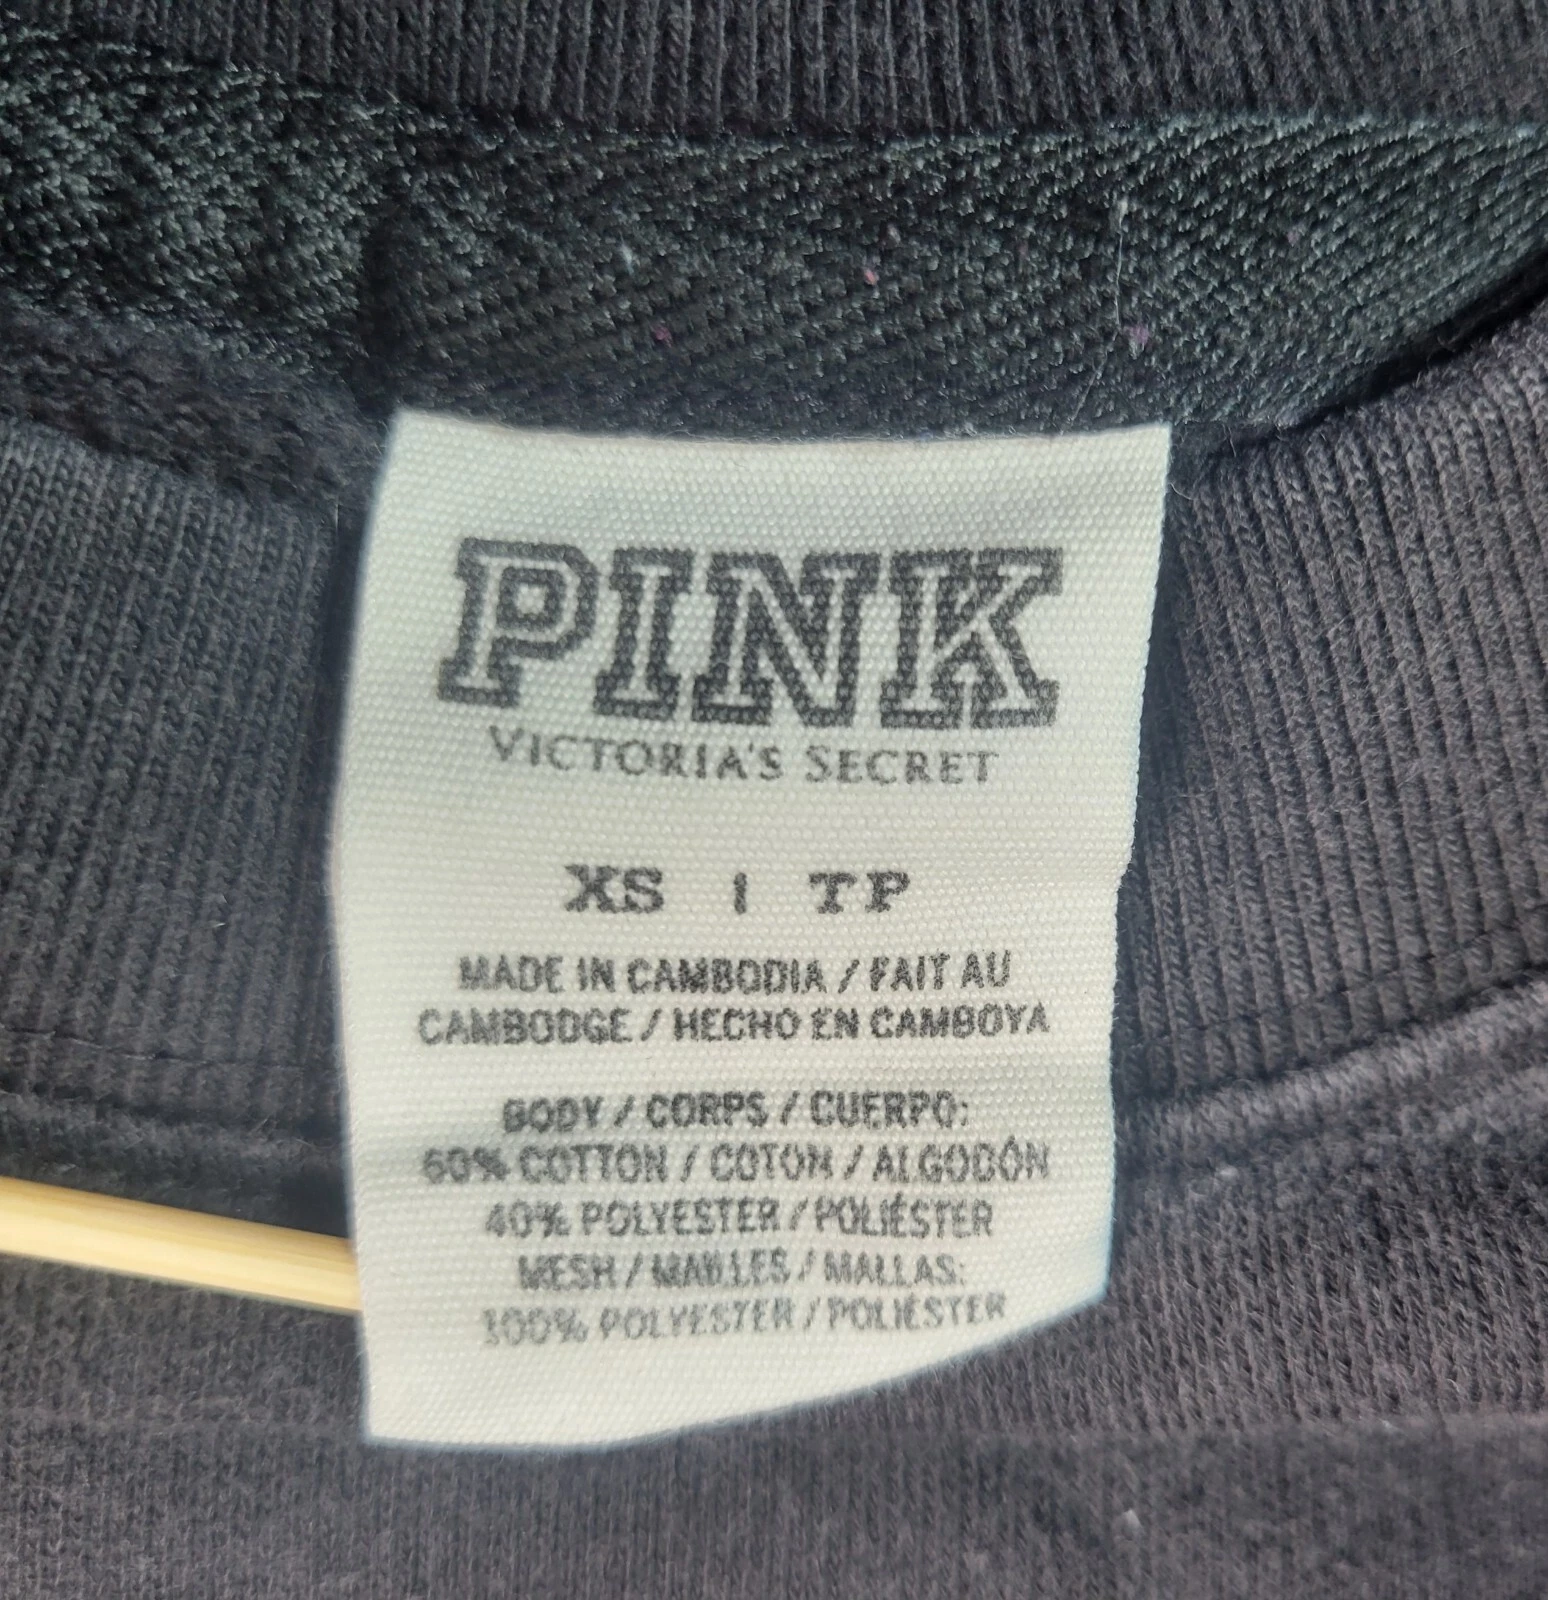 PINK
VICTORIA'S SECRET
XS | TP
MADE IN CAMBODIA / FAIT AU
CAMBODGE / HECHO EN CAMBOYA
BODY / CORPS / CUERPO:
60% COTTON / COTON / ALGODÓN
40% POLYESTER / POLIÉSTER
MESH / MAILLES / MALLAS:
100% POLYESTER / POLIÉSTER